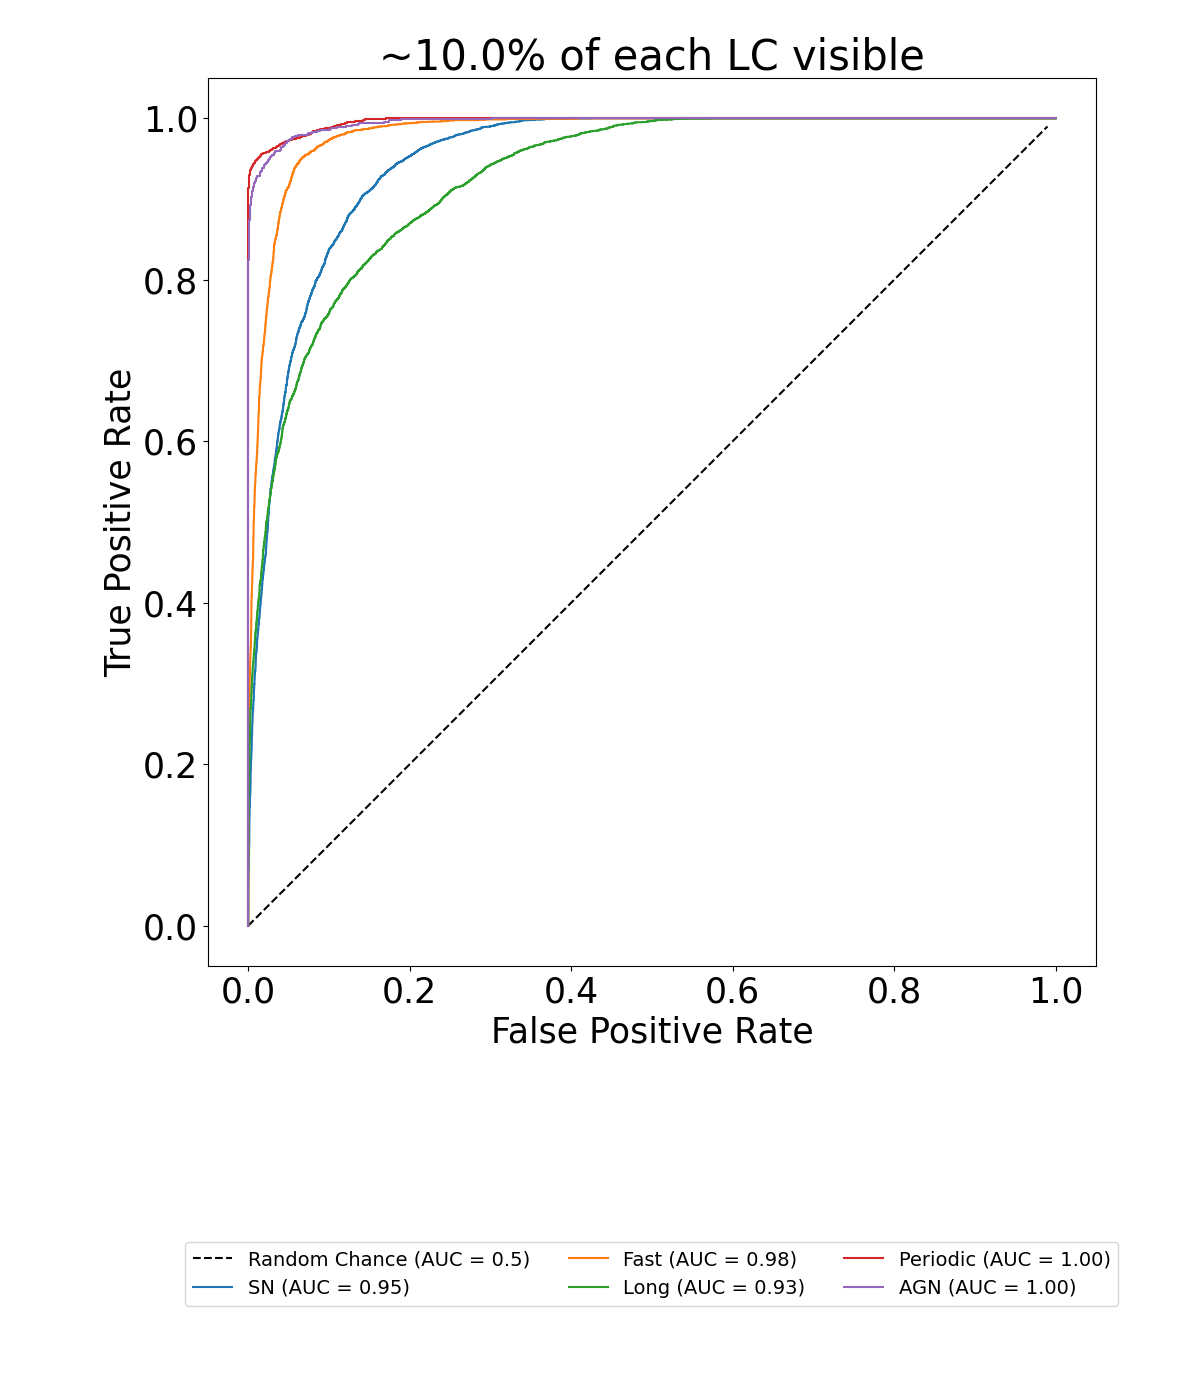 ~10.0% of each LC visible
1.0
0.8
0.6
0.4
0.2
0.0
True Positive Rate
0.0 0.2 0.4 0.6 0.8 1.0
False Positive Rate
Random Chance (AUC = 0.5) Fast (AUC = 0.98) Periodic (AUC = 1.00)
SN (AUC = 0.95) Long (AUC = 0.93) AGN (AUC = 1.00)